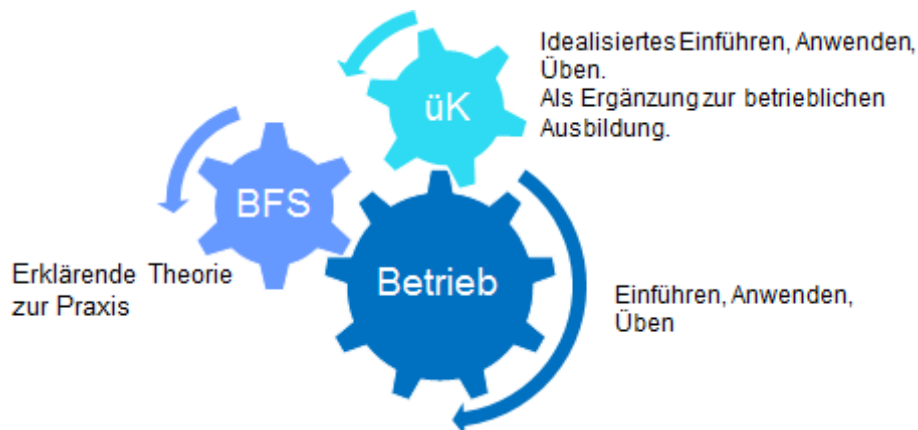 Idealisiertes Einführen, Anwenden,
Üben.
Als Ergänzung zur betrieblichen
Ausbildung.
üK
BFS
Erklärende Theorie
zur Praxis
Betrieb
Einführen, Anwenden,
Üben